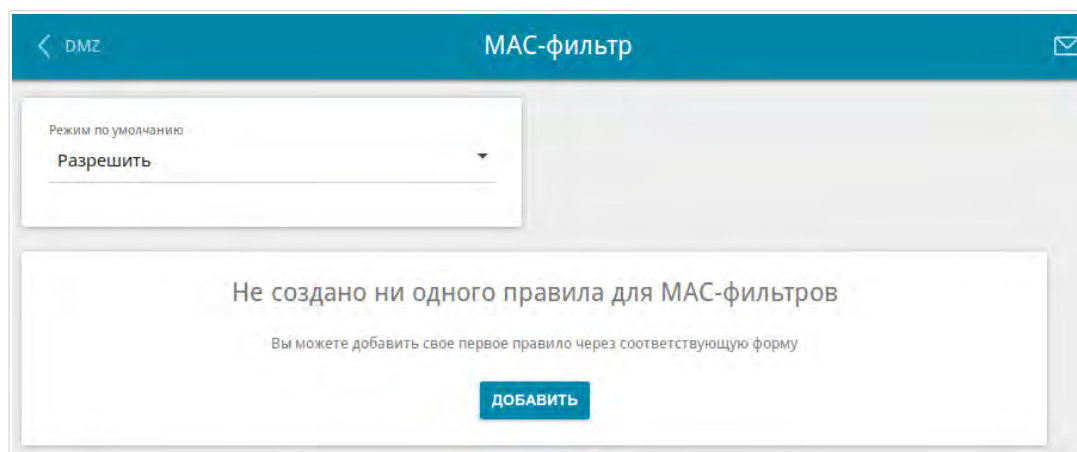 DMZ
MAC-фильтр
Режим по умолчанию
Разрешить
Не создано ни одного правила для MAC-фильтров
Вы можете добавить свое первое правило через соответствующую форму
ДОБАВИТЬ